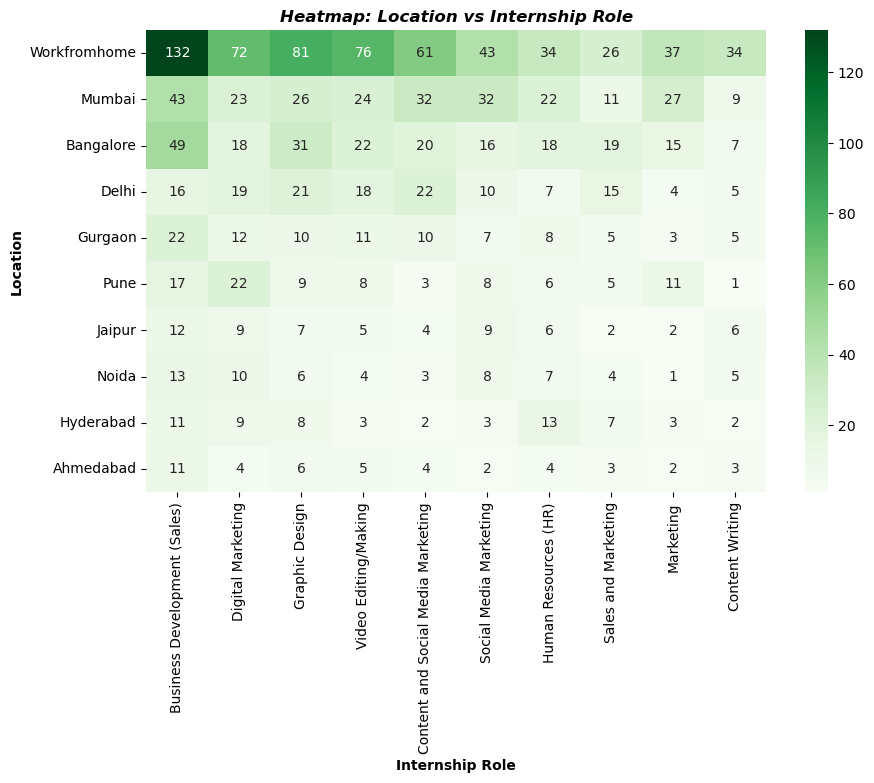 Heatmap: Location vs Internship Role
Workfromhome 132 72 81 76 61 43 34 26 37 34
Mumbai 43 23 26 24 32 32 22 11 27 9
Bangalore 49 18 31 22 20 16 18 19 15 7
Delhi 16 19 21 18 22 10 7 15 4 5
Gurgaon 22 12 10 11 10 7 8 5 3 5
Pune 17 22 9 8 3 8 6 5 11 1
Jaipur 12 9 7 5 4 9 6 2 2 6
Noida 13 10 6 4 3 8 7 4 1 5
Hyderabad 11 9 8 3 2 3 13 7 3 2
Ahmedabad 11 4 6 5 4 2 4 3 2 3
Location
Business Development (Sales)
Digital Marketing
Graphic Design
Video Editing/Making
Content and Social Media Marketing
Social Media Marketing
Human Resources (HR)
Sales and Marketing
Marketing
Content Writing
Internship Role
120
100
80
60
40
20